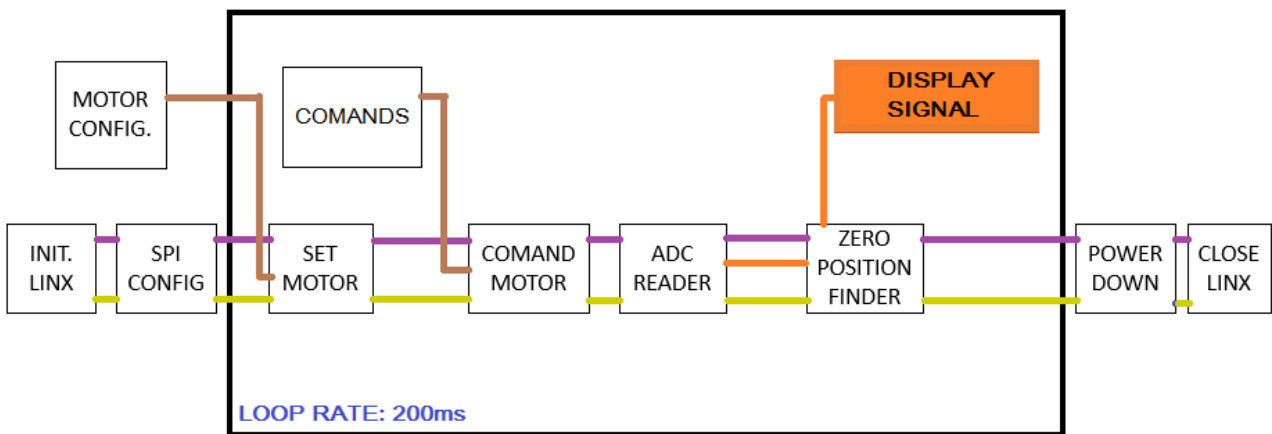 MOTOR
CONFIG.
COMANDS
DISPLAY
SIGNAL
INIT.
LINX
SPI
CONFIG
SET
MOTOR
COMAND
MOTOR
ADC
READER
ZERO
POSITION
FINDER
POWER
DOWN
CLOSE
LINX
LOOP RATE: 200ms